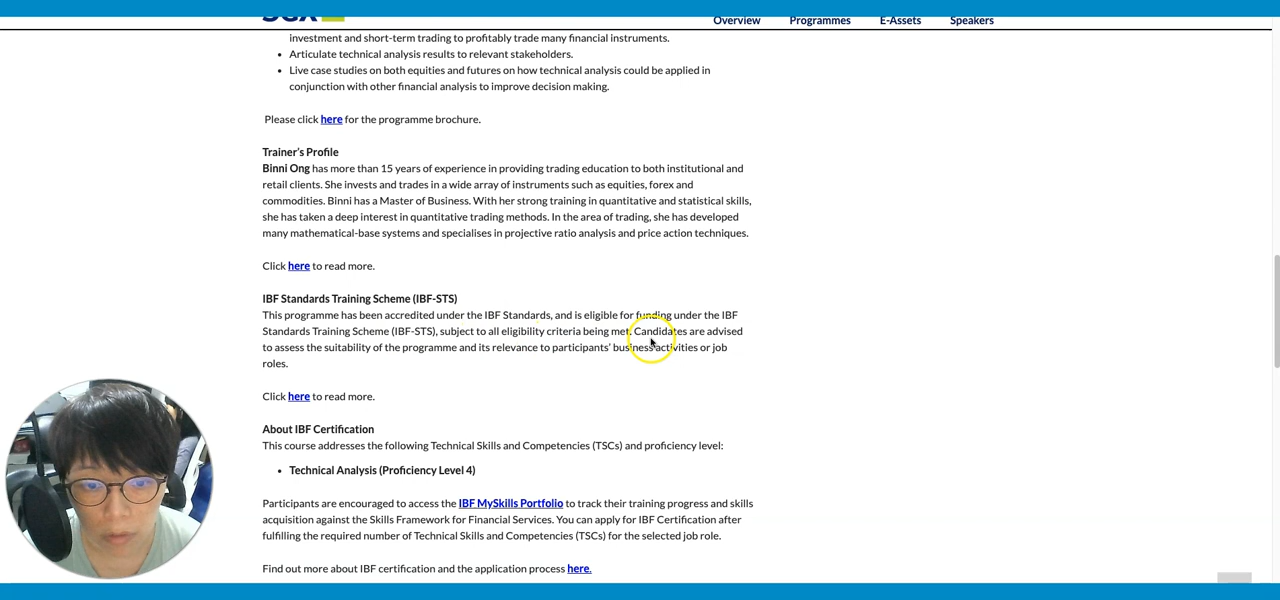 Overview Programmes E-Assets Speakers
investment and short-term trading to profitably trade many financial instruments.
• Articulate technical analysis results to relevant stakeholders.
• Live case studies on both equities and futures on how technical analysis could be applied in
conjunction with other financial analysis to improve decision making.
Please click here for the programme brochure.
Trainer's Profile
Binni Ong has more than 15 years of experience in providing trading education to both institutional and
retail clients. She invests and trades in a wide array of instruments such as equities, forex and
commodities. Binni has a Master of Business. With her strong training in quantitative and statistical skills,
she has taken a deep interest in quantitative trading methods. In the area of trading, she has developed
many mathematical-base systems and specialises in projective ratio analysis and price action techniques.
Click here to read more.
IBF Standards Training Scheme (IBF-STS)
This programme has been accredited under the IBF Standards, and is eligible for funding under the IBF
Standards Training Scheme (IBF-STS), subject to all eligibility criteria being met. Candidates are advised
to assess the suitability of the programme and its relevance to participants' business activities or job
roles.
Click here to read more.
About IBF Certification
This course addresses the following Technical Skills and Competencies (TSCs) and proficiency level:
• Technical Analysis (Proficiency Level 4)
Participants are encouraged to access the IBF MySkills Portfolio to track their training progress and skills
acquisition against the Skills Framework for Financial Services. You can apply for IBF Certification after
fulfilling the required number of Technical Skills and Competencies (TSCs) for the selected job role.
Find out more about IBF certification and the application process here.